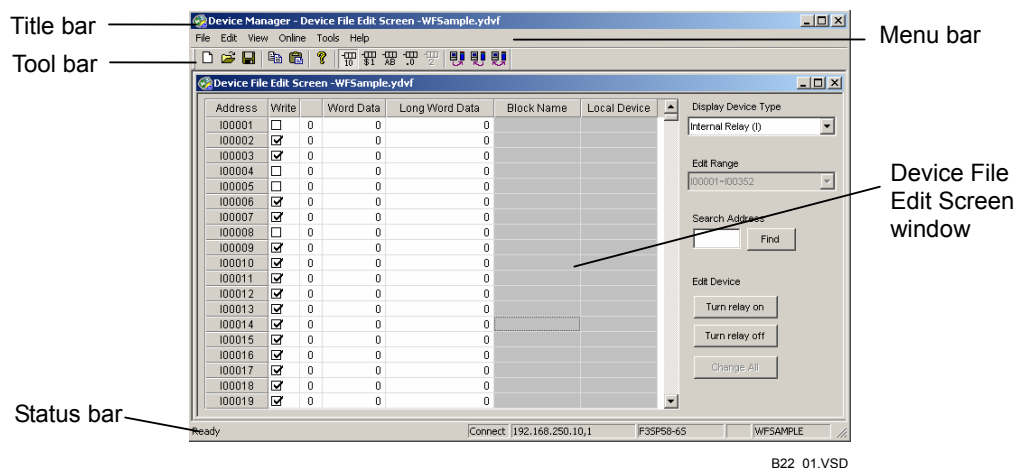 Title bar
Tool bar
Menu bar
Device Manager - Device File Edit Screen -WFSample.ydvf
File Edit View Online Tools Help
10 $1 AB .0 2
Device File Edit Screen -WFSample.ydvf
Address Write Word Data Long Word Data Block Name Local Device
I00001 0 0 0
I00002 0 0 0
I00003 0 0 0
I00004 0 0 0
I00005 0 0 0
I00006 0 0 0
I00007 0 0 0
I00008 0 0 0
I00009 0 0 0
I00010 0 0 0
I00011 0 0 0
I00012 0 0 0
I00013 0 0 0
I00014 0 0 0
I00015 0 0 0
I00016 0 0 0
I00017 0 0 0
I00018 0 0 0
I00019 0 0 0
Display Device Type
Internal Relay (I)
Edit Range
I00001~I00352
Search Address
Find
Edit Device
Turn relay on
Turn relay off
Change All
Device File
Edit Screen
window
Status bar
Ready
Connect 192.168.250.10,1 F3SP58-6S WFSAMPLE
B22_01.VSD